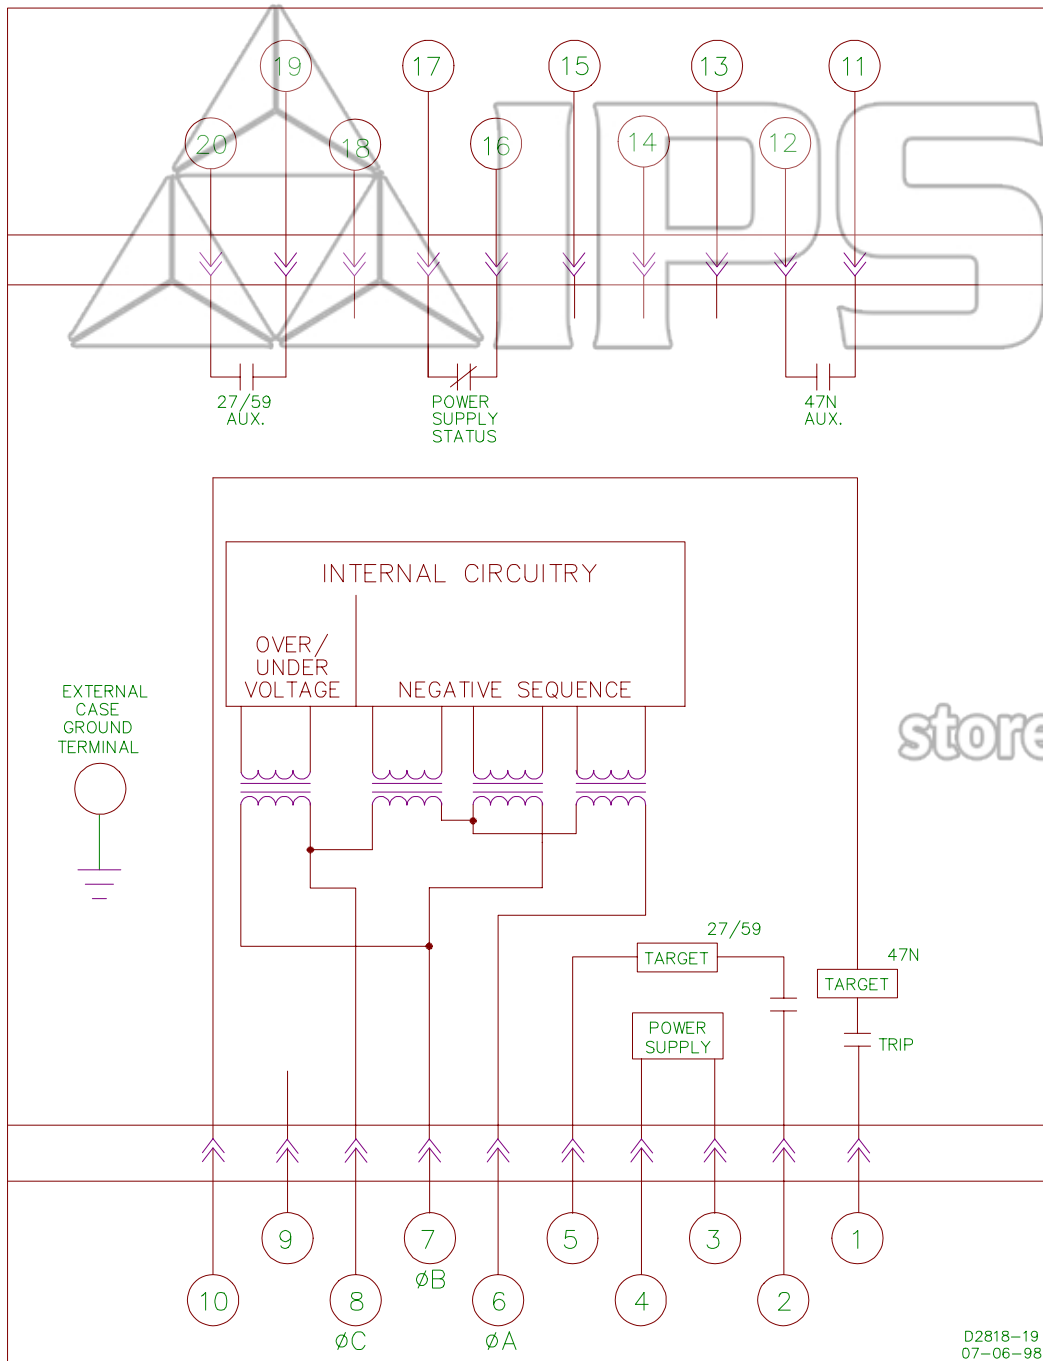 19
17
15
13
11
20
18
16
14
12
IPS
27/59
AUX.
POWER
SUPPLY
STATUS
47N
AUX.
INTERNAL CIRCUITRY
OVER/
UNDER
VOLTAGE
NEGATIVE SEQUENCE
EXTERNAL
CASE
GROUND
TERMINAL
store
27/59
TARGET
47N
TARGET
POWER
SUPPLY
TRIP
9
7
5
3
1
øB
10
8
6
4
2
øC
øA
D2818-19
07-06-98